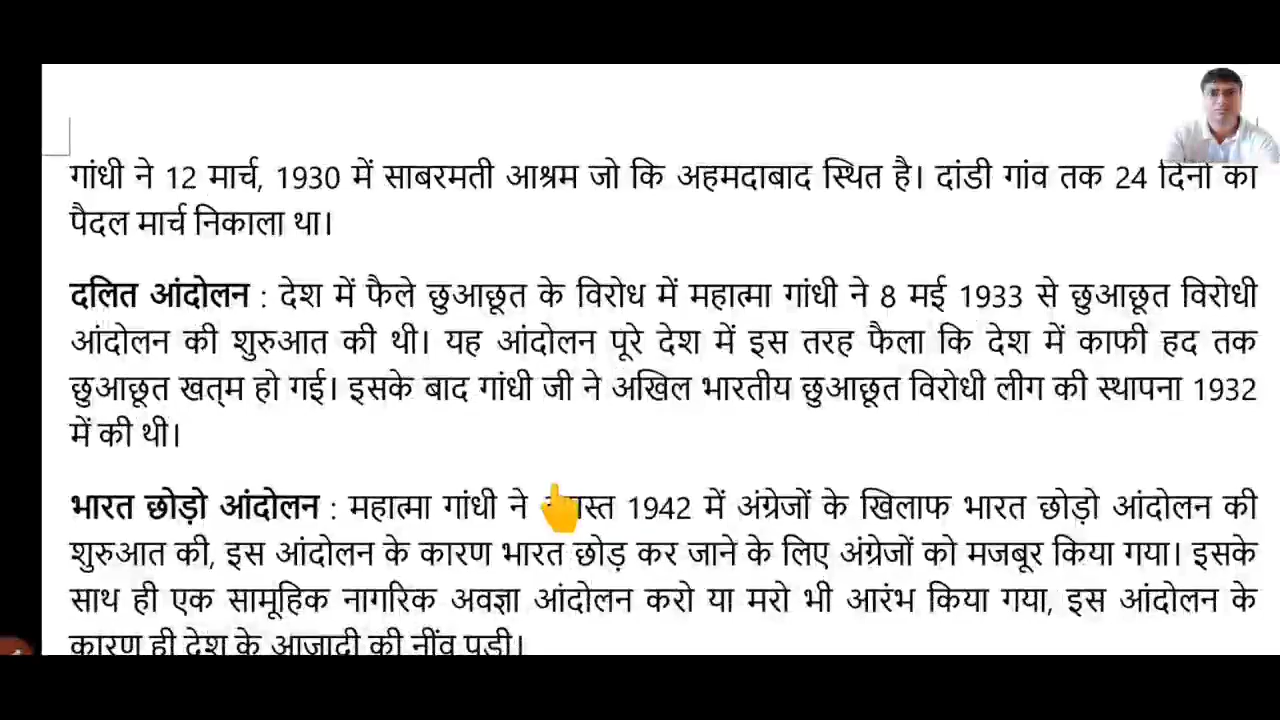 गांधी ने 12 मार्च, 1930 में साबरमती आश्रम जो कि अहमदाबाद स्थित है। दांडी गांव तक 24 दिनों का
पैदल मार्च निकाला था।
दलित आंदोलन : देश में फैले छुआछूत के विरोध में महात्मा गांधी ने 8 मई 1933 से छुआछूत विरोधी
आंदोलन की शुरुआत की थी। यह आंदोलन पूरे देश में इस तरह फैला कि देश में काफी हद तक
छुआछूत खत्‍म हो गई। इसके बाद गांधी जी ने अखिल भारतीय छुआछूत विरोधी लीग की स्थापना 1932
में की थी।
भारत छोड़ो आंदोलन : महात्मा गांधी ने 1942 में अंग्रेजों के खिलाफ भारत छोड़ो आंदोलन की
शुरुआत की, इस आंदोलन के कारण भारत छोड़ कर जाने के लिए अंग्रेजों को मजबूर किया गया। इसके
साथ ही एक सामूहिक नागरिक अवज्ञा आंदोलन करो या मरो भी आरंभ किया गया, इस आंदोलन के
कारण ही देश के आजादी की नींव पड़ी।